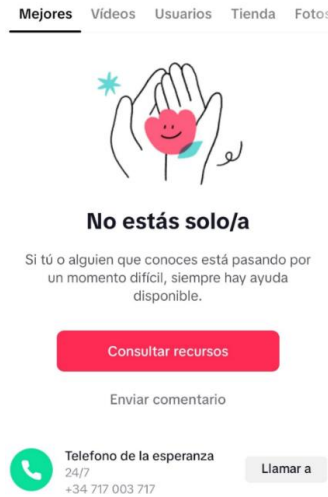 Mejores Vídeos Usuarios Tienda Fotos
No estás solo/a
Si tú o alguien que conoces está pasando por
un momento difícil, siempre hay ayuda
disponible.
Consultar recursos
Enviar comentario
Telefono de la esperanza
24/7
+34 717 003 717
Llamar a